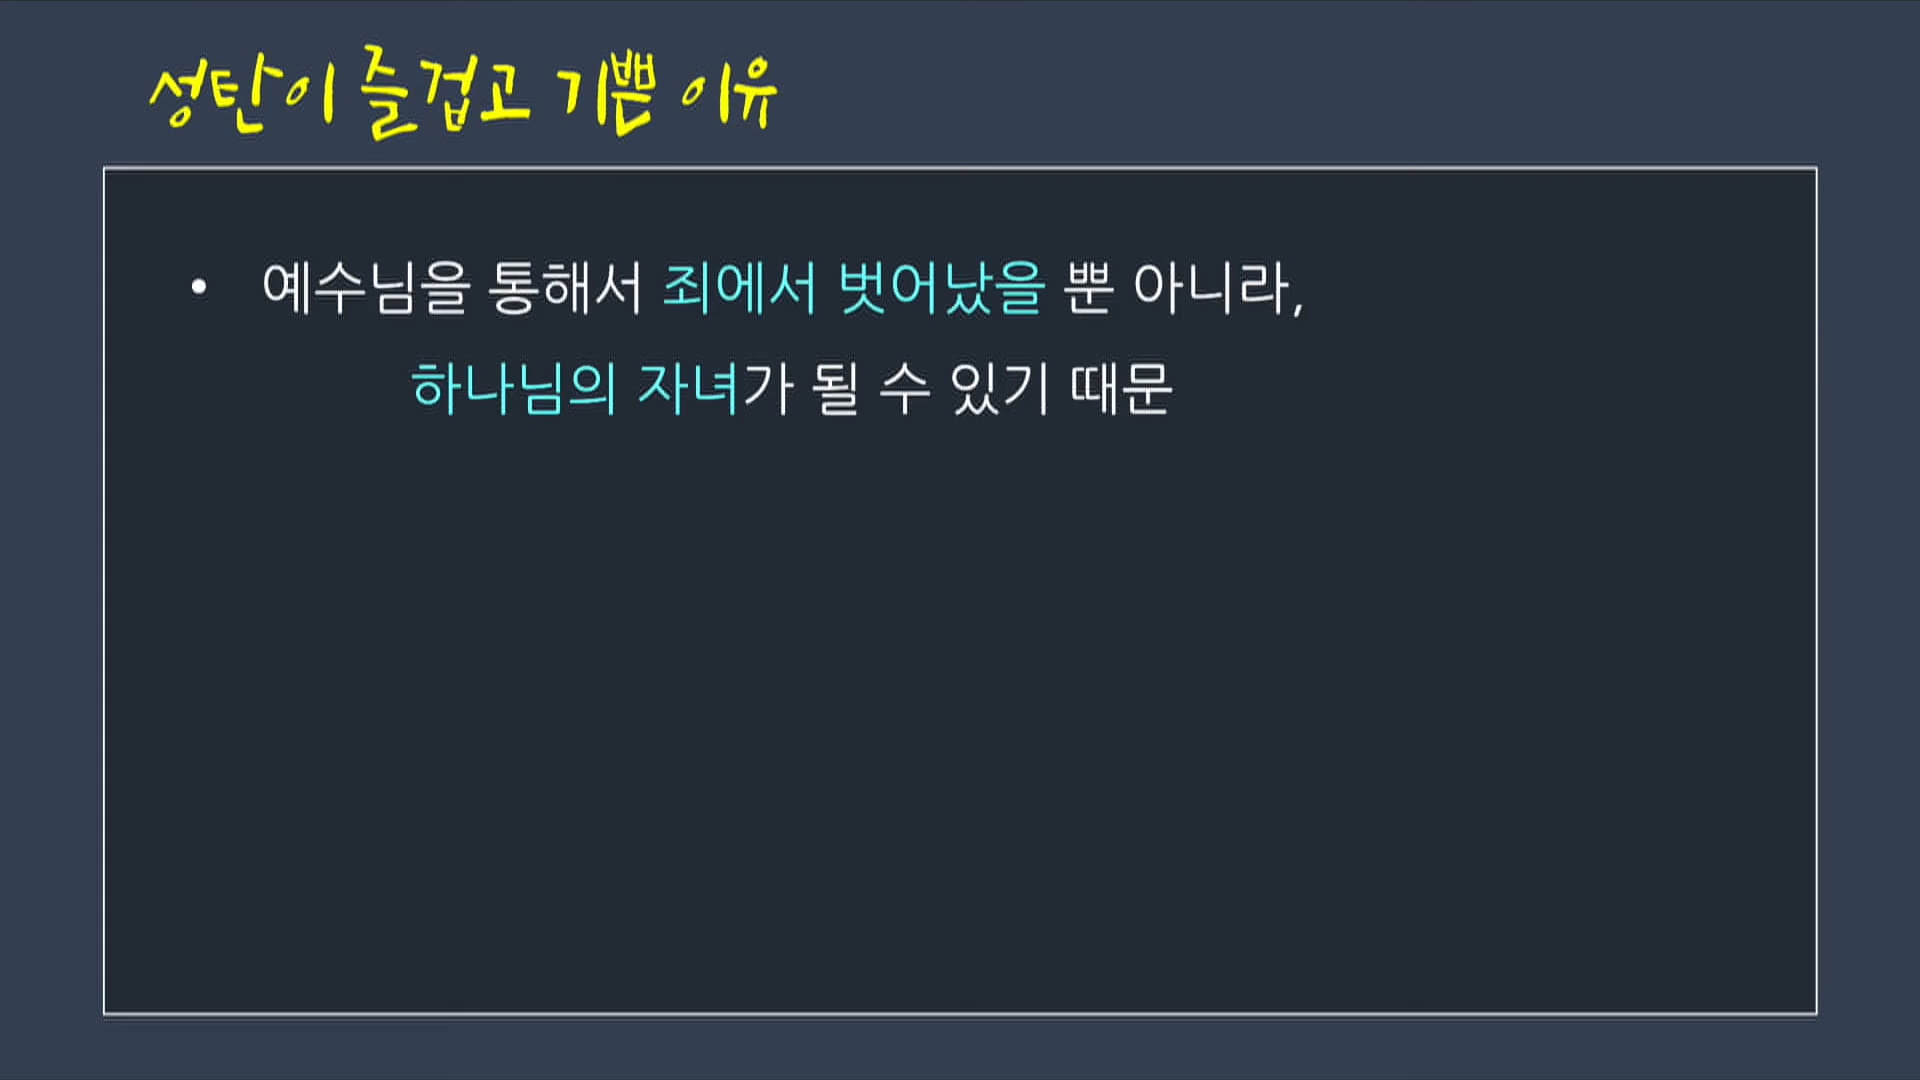 성탄이 즐겁고 기쁨 이유
• 예수님을 통해서 죄에서 벗어났을 뿐 아니라,
하나님의 자녀가 될 수 있기 때문